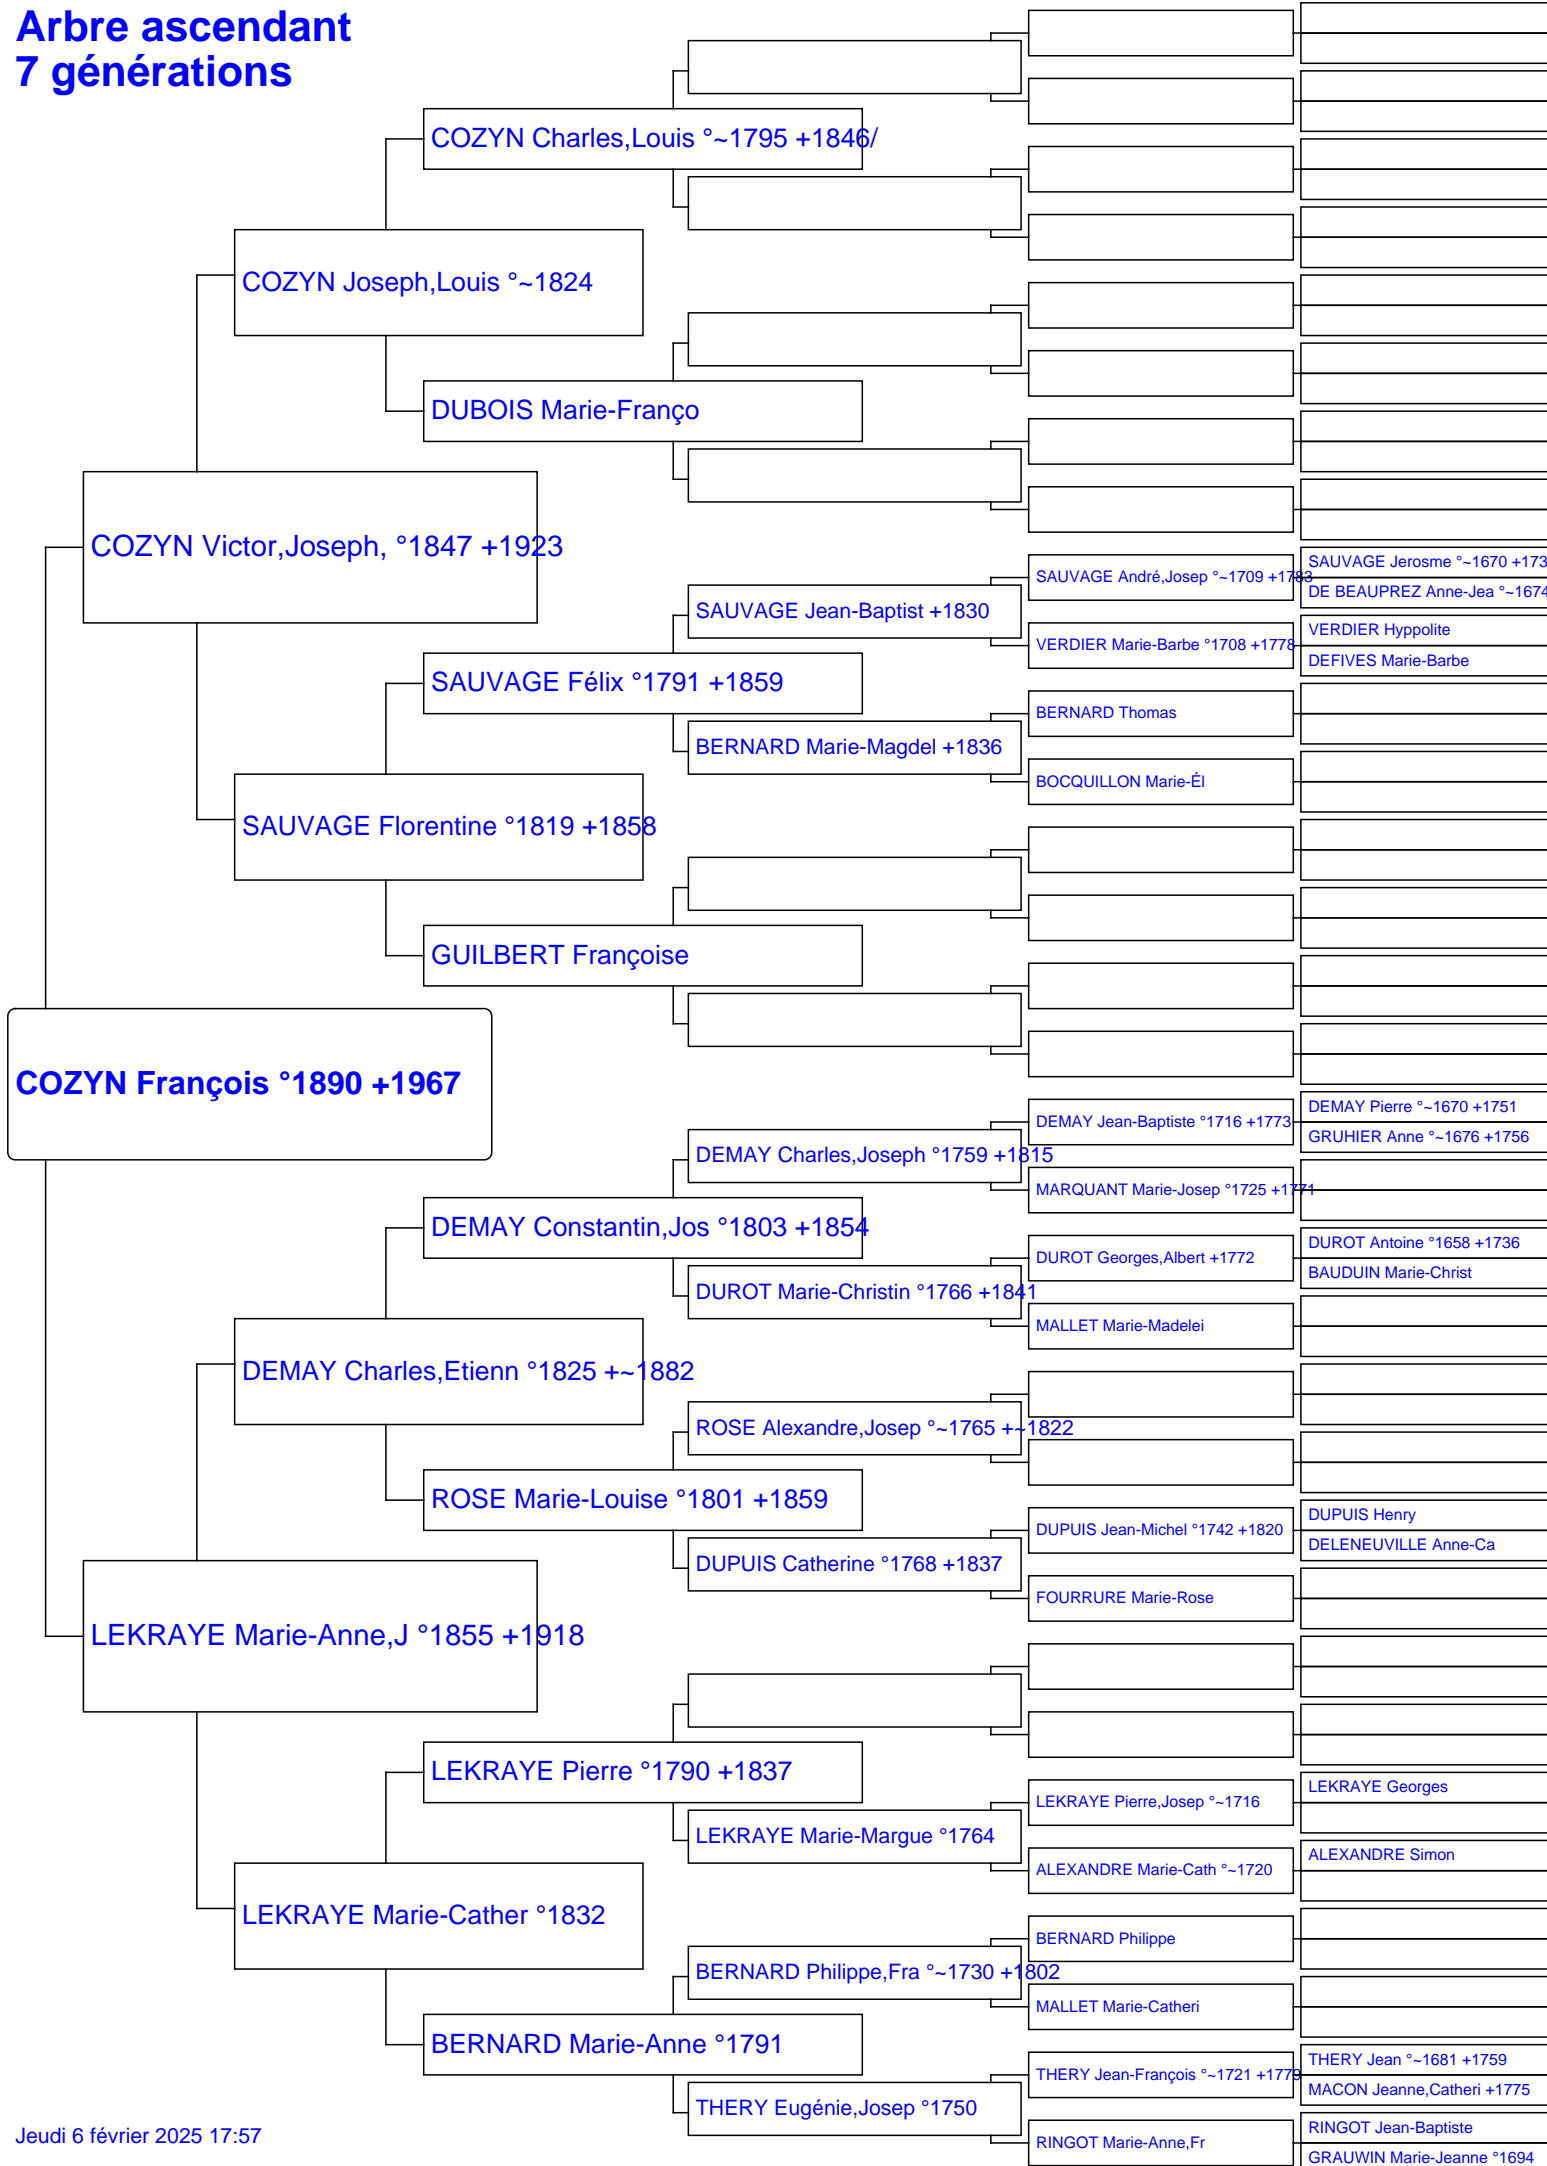 Arbre ascendant
7 générations
COZYN Charles,Louis °~1795 +1846/
COZYN Joseph,Louis °~1824
DUBOIS Marie-Franço
COZYN Victor,Joseph, °1847 +1923
SAUVAGE Jerosme °~1670 +173
SAUVAGE André,Josep °~1709 +1783
DE BEAUPREZ Anne-Jea °~1674
SAUVAGE Jean-Baptist +1830
VERDIER Hyppolite
VERDIER Marie-Barbe °1708 +1778
DEFIVES Marie-Barbe
SAUVAGE Félix °1791 +1859
BERNARD Thomas
BERNARD Marie-Magdel +1836
BOCQUILLON Marie-Él
SAUVAGE Florentine °1819 +1858
GUILBERT Françoise
COZYN François °1890 +1967
DEMAY Pierre °~1670 +1751
DEMAY Jean-Baptiste °1716 +1773
GRUHIER Anne °~1676 +1756
DEMAY Charles,Joseph °1759 +1815
MARQUANT Marie-Josep °1725 +1771
DEMAY Constantin,Jos °1803 +1854
DUROT Antoine °1658 +1736
DUROT Georges,Albert +1772
BAUDUIN Marie-Christ
DUROT Marie-Christin °1766 +1841
MALLET Marie-Madelei
DEMAY Charles,Etienn °1825 +~1882
ROSE Alexandre,Josep °~1765 +~1822
ROSE Marie-Louise °1801 +1859
DUPUIS Henry
DUPUIS Jean-Michel °1742 +1820
DELENEUVILLE Anne-Ca
DUPUIS Catherine °1768 +1837
FOURRURE Marie-Rose
LEKRAYE Marie-Anne,J °1855 +1918
LEKRAYE Pierre °1790 +1837
LEKRAYE Georges
LEKRAYE Pierre,Josep °~1716
LEKRAYE Marie-Margue °1764
ALEXANDRE Simon
ALEXANDRE Marie-Cath °~1720
LEKRAYE Marie-Cather °1832
BERNARD Philippe
BERNARD Philippe,Fra °~1730 +1802
MALLET Marie-Catheri
BERNARD Marie-Anne °1791
THERY Jean °~1681 +1759
THERY Jean-François °~1721 +1779
MACON Jeanne,Catheri +1775
THERY Eugénie,Josep °1750
RINGOT Jean-Baptiste
RINGOT Marie-Anne,Fr
GRAUWIN Marie-Jeanne °1694
Jeudi 6 février 2025 17:57